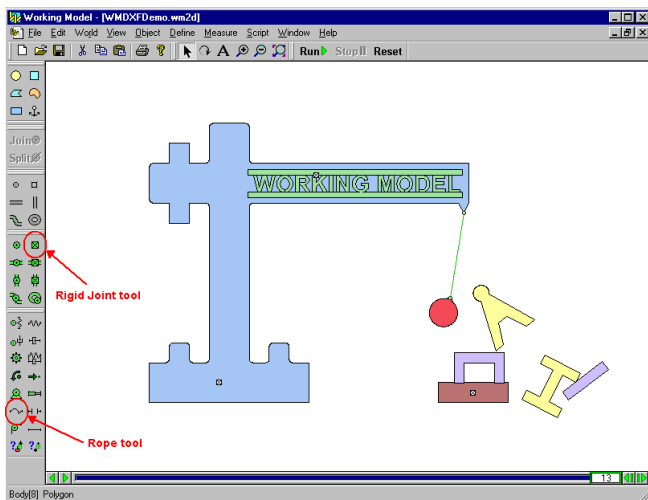 Working Model - [WMDXFDemo.wm2d]
File Edit World View Object Define Measure Script Window Help
Run Stop Reset
Join
Split
WORKING MODEL
Rigid Joint tool
Rope tool
13
Body[8] Polygon